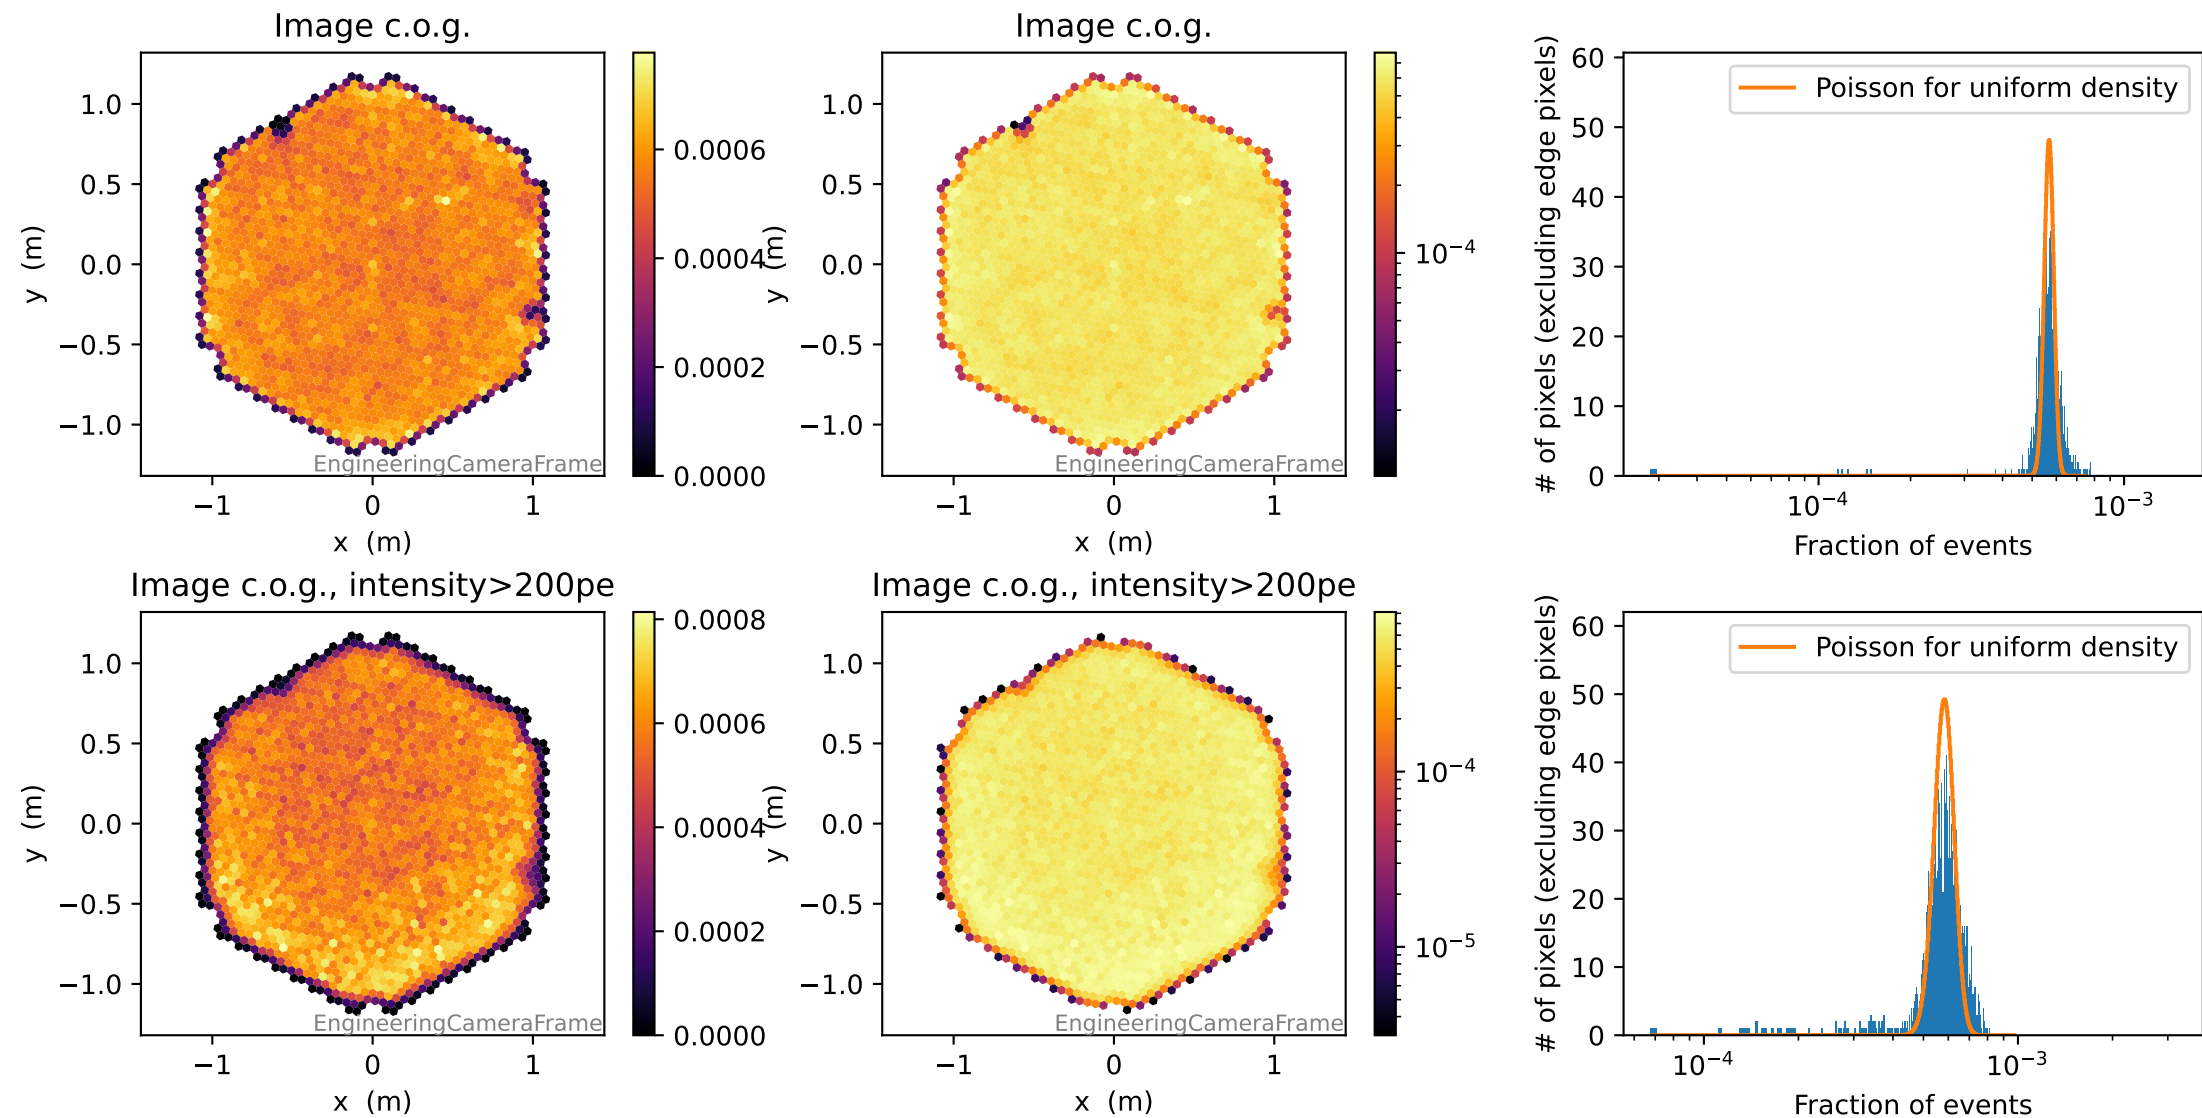 Image c.o.g.
1.0
0.5
0.0
−0.5
−1.0
y (m)
−1
0
1
x (m)
EngineeringCameraFrame
0.0006
0.0004
0.0002
0.0000
Image c.o.g.
1.0
0.5
0.0
−0.5
−1.0
y (m)
−1
0
1
x (m)
EngineeringCameraFrame
10⁻⁴
# of pixels (excluding edge pixels)
60
50
40
30
20
10
0
Poisson for uniform density
10⁻⁴
10⁻³
Fraction of events
Image c.o.g., intensity>200pe
1.0
0.5
0.0
−0.5
−1.0
y (m)
−1
0
1
x (m)
EngineeringCameraFrame
0.0008
0.0006
0.0004
0.0002
0.0000
Image c.o.g., intensity>200pe
1.0
0.5
0.0
−0.5
−1.0
y (m)
−1
0
1
x (m)
EngineeringCameraFrame
10⁻⁴
10⁻⁵
# of pixels (excluding edge pixels)
60
50
40
30
20
10
0
Poisson for uniform density
10⁻⁴
10⁻³
Fraction of events